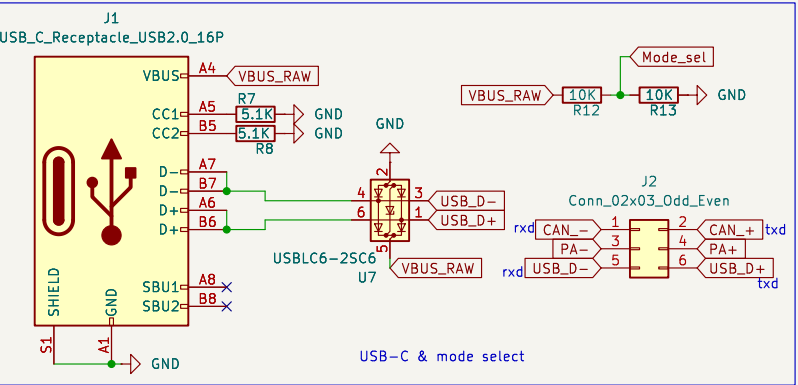 J1
USB_C_Receptacle_USB2.0_16P
VBUS A4 VBUS_RAW
CC1 A5 R7 5.1K GND
CC2 B5 5.1K GND
R8
D- A7
D- B7
D+ A6
D+ B6
SBU1 A8
SBU2 B8
SHIELD GND
S1 A1 GND
GND
2
4 3 USB_D-
6 1 USB_D+
5
USBLC6-2SC6
U7
VBUS_RAW
Mode_sel
VBUS_RAW 10K 10K GND
R12 R13
J2
Conn_02x03_Odd_Even
rxd CAN_- 1 2 CAN_+ txd
PA- 3 4 PA+
rxd USB_D- 5 6 USB_D+
txd
USB-C & mode select